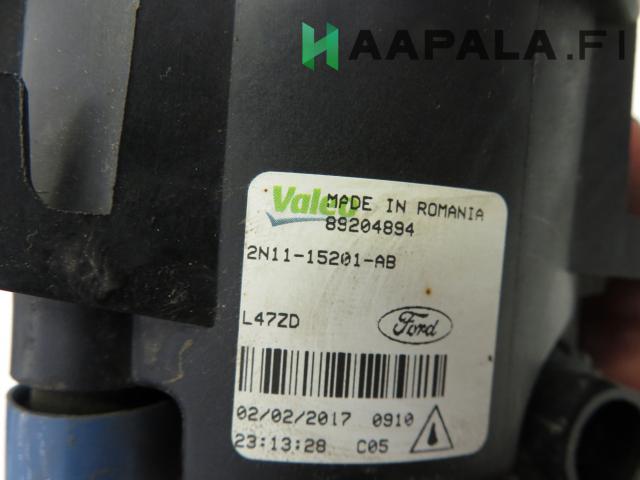 HAAPALA.FI
Valeo MADE IN ROMANIA
89204894
2N11-15201-AB
L47ZD Ford
02/02/2017 0910
23:13:28 C05